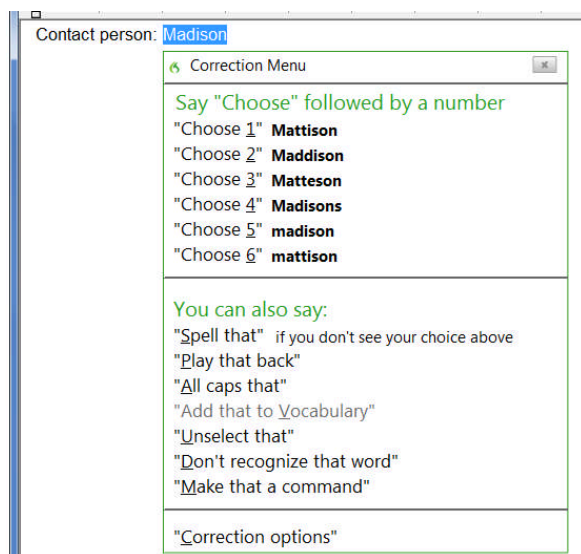 Contact person: Madison
Correction Menu
Say "Choose" followed by a number
"Choose 1" Mattison
"Choose 2" Maddison
"Choose 3" Matteson
"Choose 4" Madisons
"Choose 5" madison
"Choose 6" mattison
You can also say:
"Spell that" if you don't see your choice above
"Play that back"
"All caps that"
"Add that to Vocabulary"
"Unselect that"
"Don't recognize that word"
"Make that a command"
"Correction options"